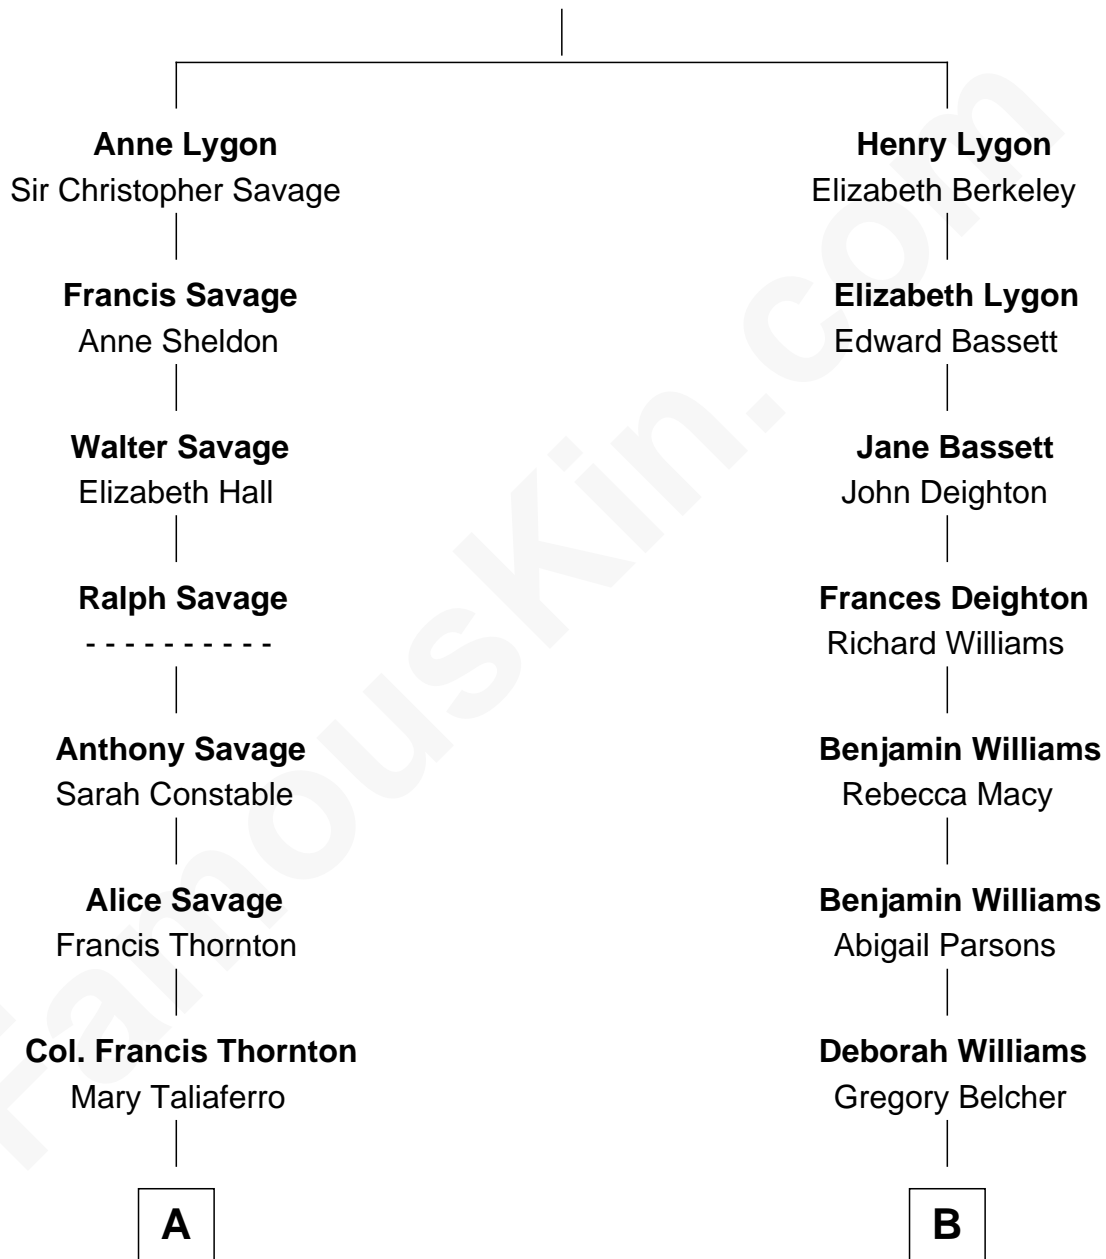 Anne Lygon
Sir Christopher Savage
Henry Lygon
Elizabeth Berkeley
Francis Savage
Anne Sheldon
Elizabeth Lygon
Edward Bassett
Walter Savage
Elizabeth Hall
Jane Bassett
John Deighton
Ralph Savage
- - - - - - - - - -
Frances Deighton
Richard Williams
Anthony Savage
Sarah Constable
Benjamin Williams
Rebecca Macy
Alice Savage
Francis Thornton
Benjamin Williams
Abigail Parsons
Col. Francis Thornton
Mary Taliaferro
Deborah Williams
Gregory Belcher
A
B
FamousKin.com